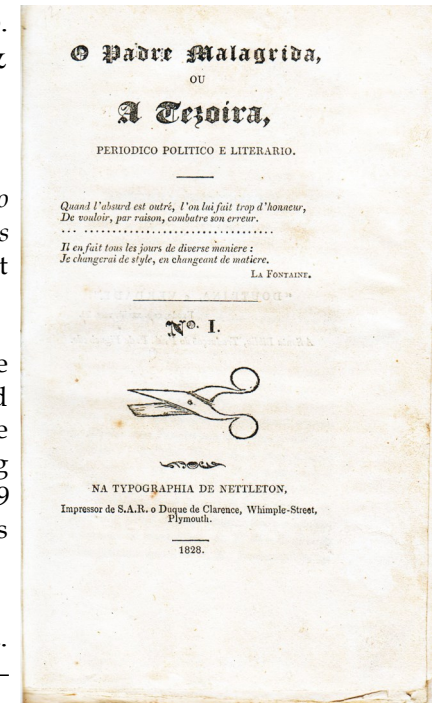 O Padre Malagrida,
OU
A Tezoira,
PERIODICO POLITICO E LITERARIO.
Quand l'absurd est outré, l'on lui fait trop d'honneur,
De vouloir, par raison, combatre son erreur.
... ..............................
Il en fait tous les jours de diverse maniere :
Je changerai de style, en changeant de matiere.
LA FONTAINE.
Nº. I.
NA TYPOGRAPHIA DE NETTLETON,
Impressor de S.A.R. o Duque de Clarence, Whimple-Street,
Plymouth.
1828.